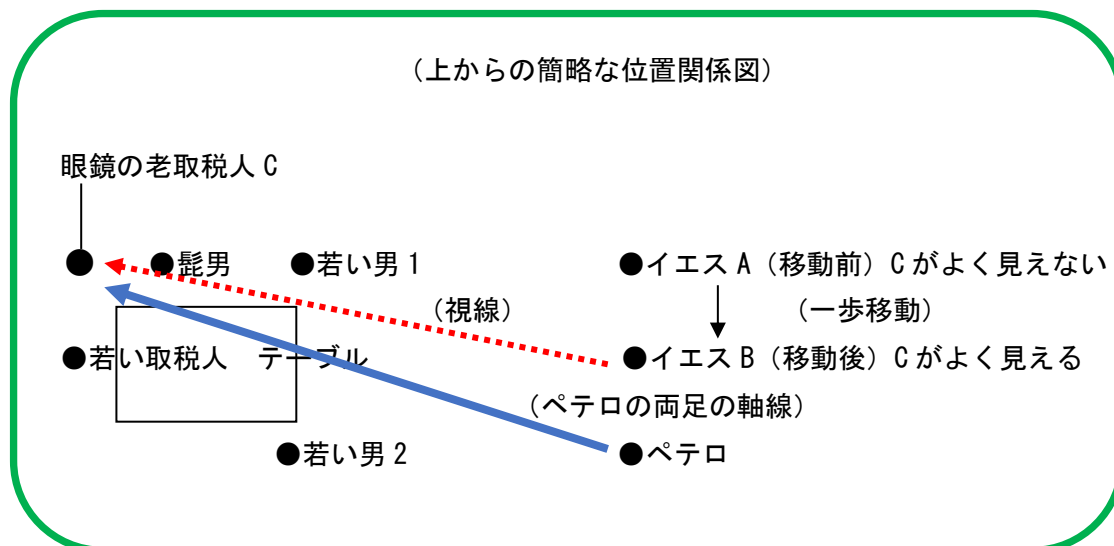 （上からの簡略な位置関係図）
眼鏡の老取税人 C
●髭男
●若い男 1
●イエス A（移動前）C がよく見えない
（視線）
（一歩移動）
●若い取税人　テーブル
●イエス B（移動後）C がよく見える
（ペテロの両足の軸線）
●若い男 2
●ペテロ